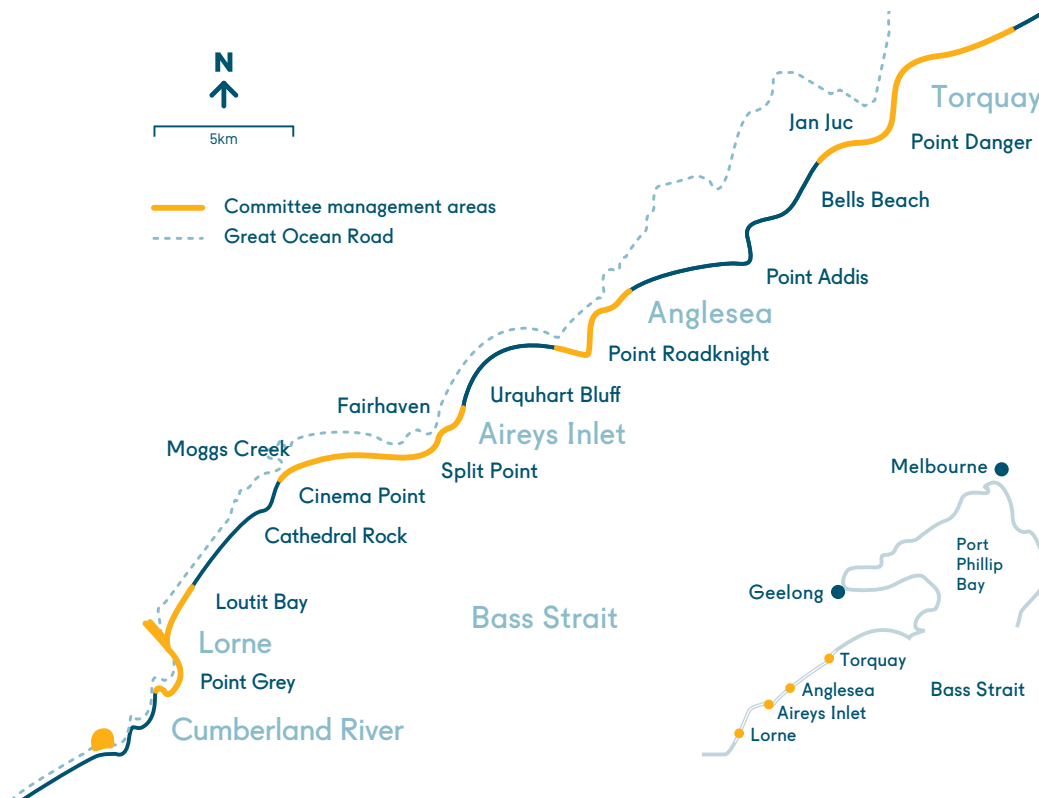 N
5km
Committee management areas
Great Ocean Road
Torquay
Jan Juc
Point Danger
Bells Beach
Point Addis
Anglesea
Point Roadknight
Urquhart Bluff
Fairhaven
Aireys Inlet
Moggs Creek
Split Point
Cinema Point
Cathedral Rock
Loutit Bay
Bass Strait
Lorne
Point Grey
Cumberland River
Melbourne
Port
Phillip
Bay
Geelong
Torquay
Anglesea
Bass Strait
Aireys Inlet
Lorne